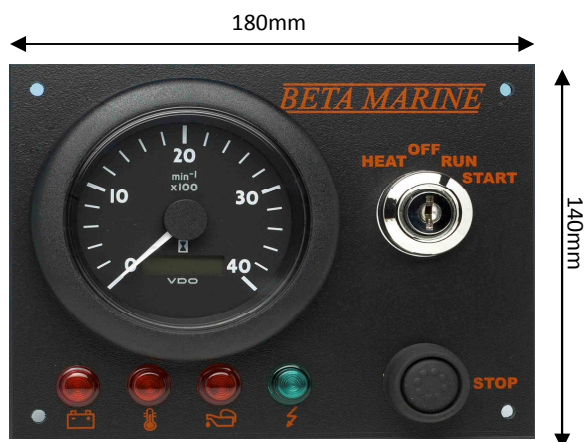 180mm
BETA MARINE
HEAT OFF RUN START
20
min-1
x100
10
30
0
40
VDO
STOP
140mm